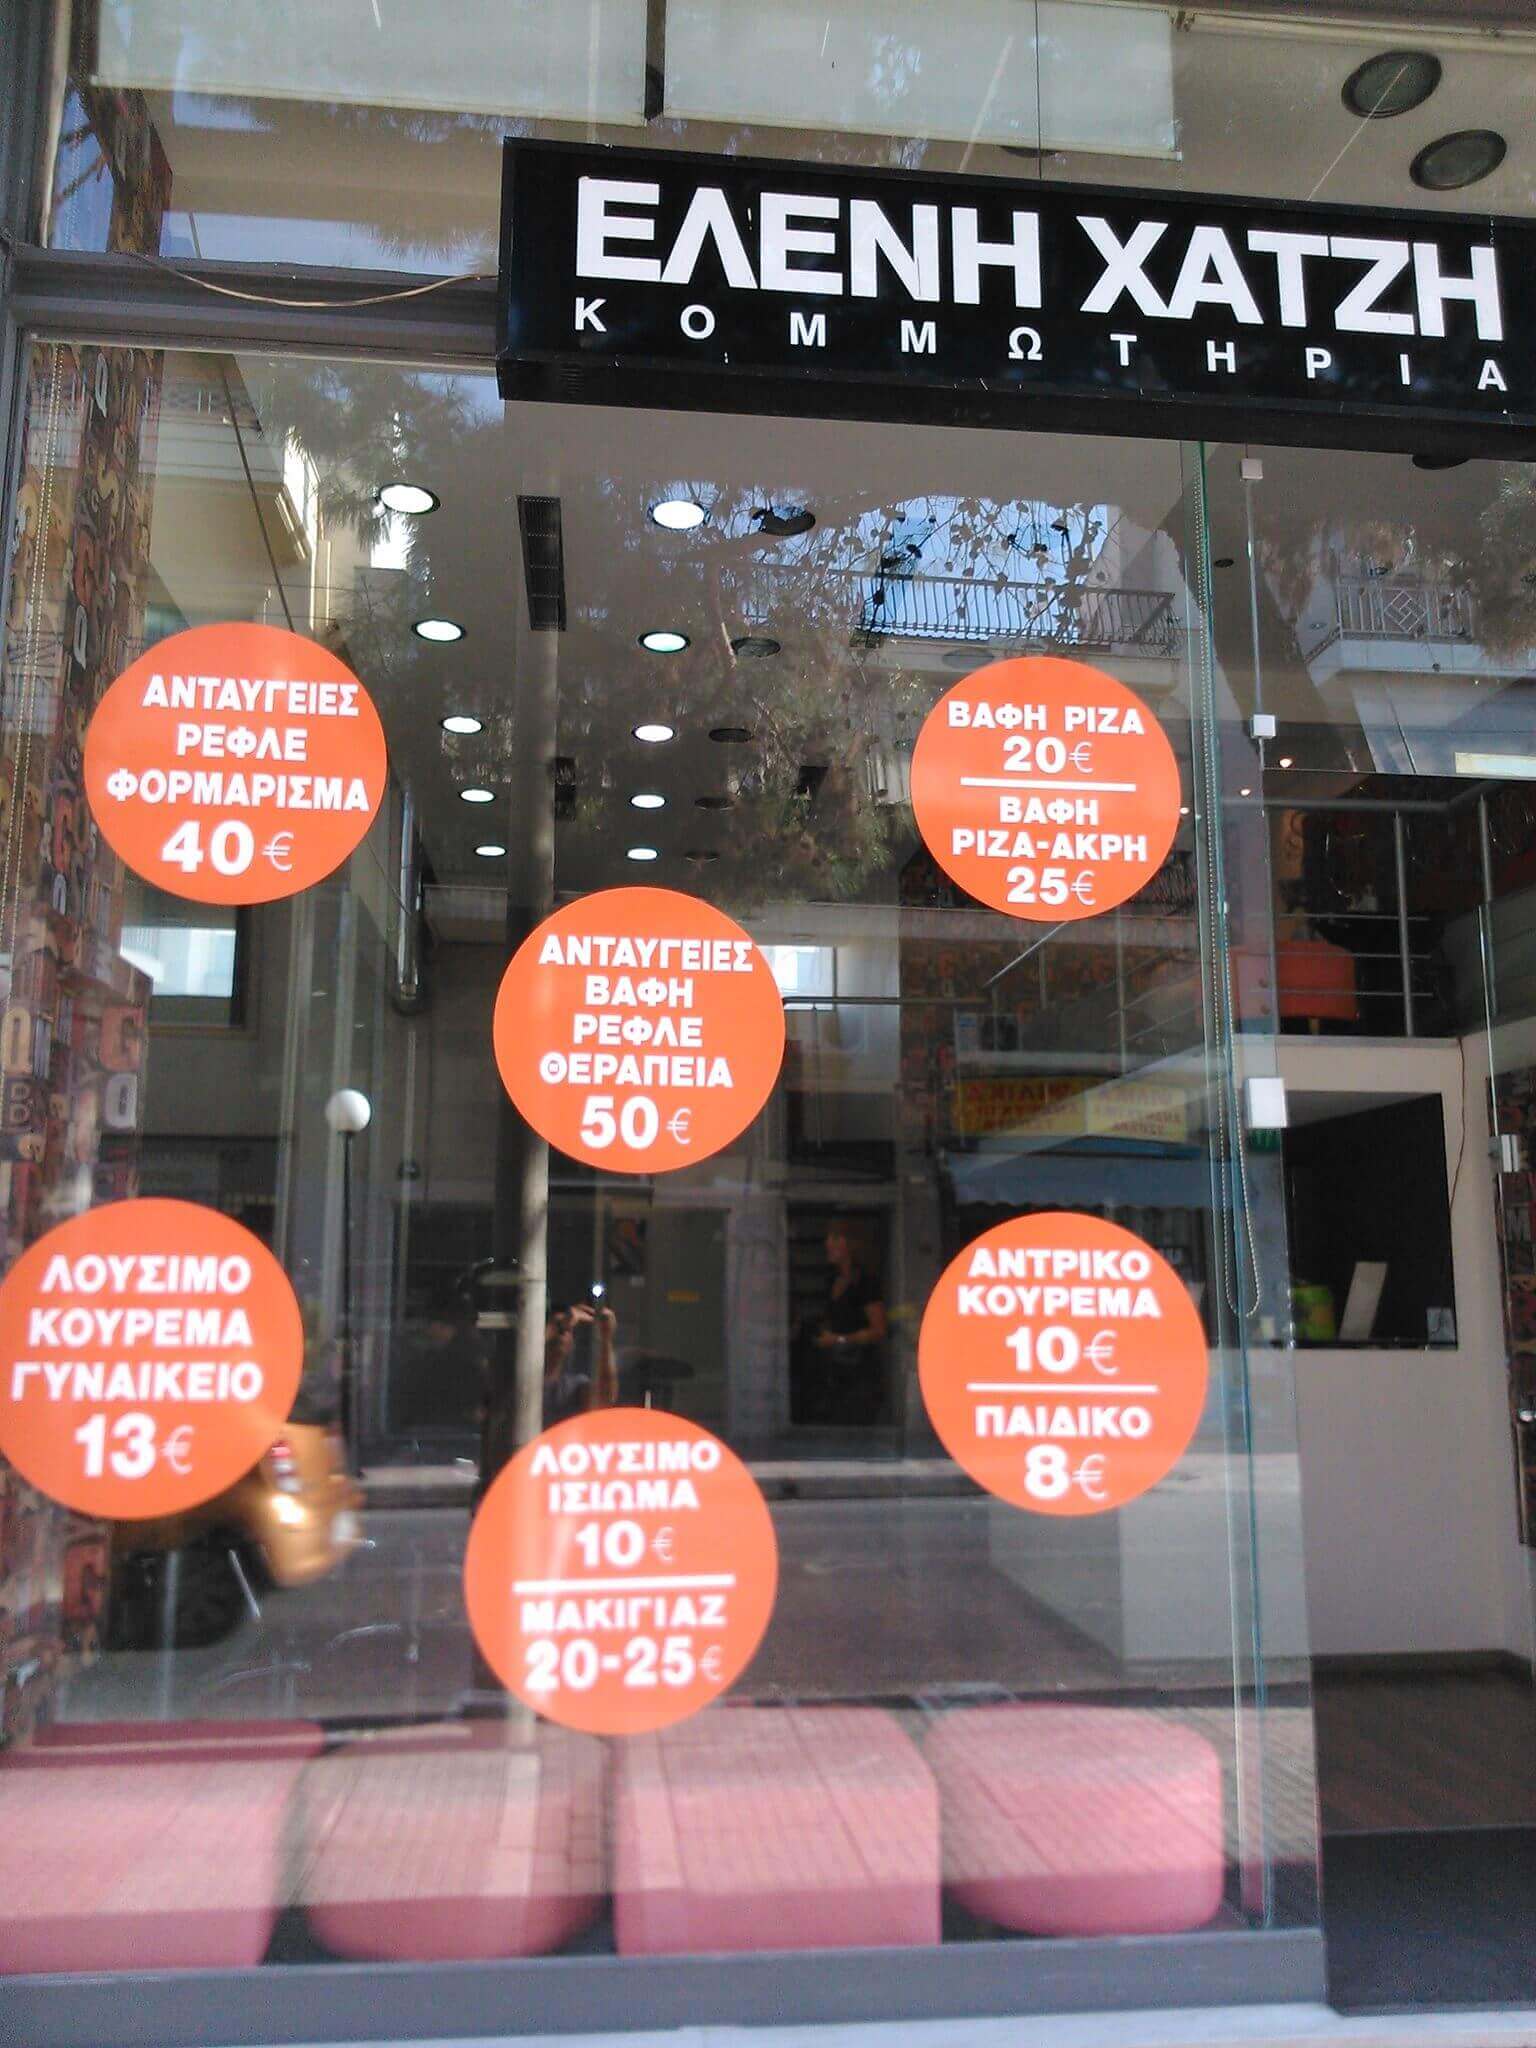 ΕΛΕΝΗ ΧΑΤΖΗ
ΚΟΜΜΩΤΗΡΙΑ
ΑΝΤΑΥΓΕΙΕΣ
ΡΕΦΛΕ
ΦΟΡΜΑΡΙΣΜΑ
40€
ΒΑΦΗ ΡΙΖΑ
20€
ΒΑΦΗ
ΡΙΖΑ-ΑΚΡΗ
25€
ΑΝΤΑΥΓΕΙΕΣ
ΒΑΦΗ
ΡΕΦΛΕ
ΘΕΡΑΠΕΙΑ
50€
ΛΟΥΣΙΜΟ
ΚΟΥΡΕΜΑ
ΓΥΝΑΙΚΕΙΟ
13€
ΑΝΤΡΙΚΟ
ΚΟΥΡΕΜΑ
10€
ΠΑΙΔΙΚΟ
8€
ΛΟΥΣΙΜΟ
ΙΣΙΩΜΑ
10€
ΜΑΚΙΓΙΑΖ
20-25€